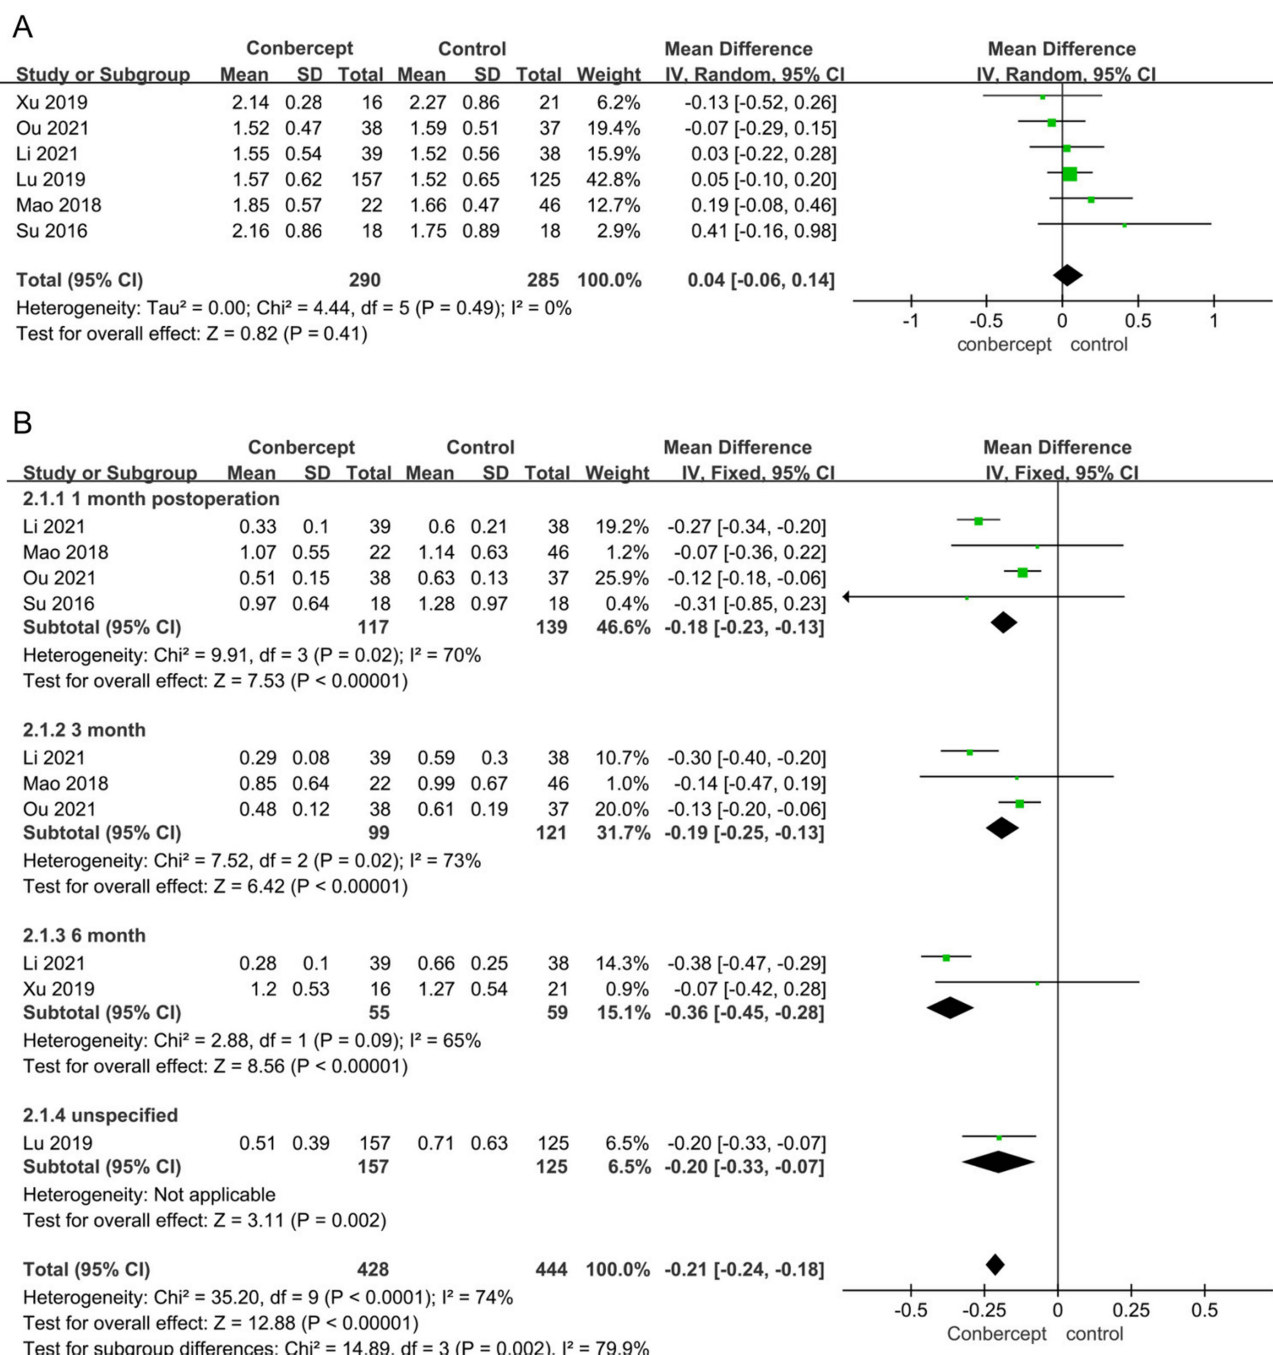 A
Conbercept Control Mean Difference Mean Difference
Study or Subgroup Mean SD Total Mean SD Total Weight IV, Random, 95% CI IV, Random, 95% CI
Xu 2019 2.14 0.28 16 2.27 0.86 21 6.2% -0.13 [-0.52, 0.26]
Ou 2021 1.52 0.47 38 1.59 0.51 37 19.4% -0.07 [-0.29, 0.15]
Li 2021 1.55 0.54 39 1.52 0.56 38 15.9% 0.03 [-0.22, 0.28]
Lu 2019 1.57 0.62 157 1.52 0.65 125 42.8% 0.05 [-0.10, 0.20]
Mao 2018 1.85 0.57 22 1.66 0.47 46 12.7% 0.19 [-0.08, 0.46]
Su 2016 2.16 0.86 18 1.75 0.89 18 2.9% 0.41 [-0.16, 0.98]
Total (95% CI) 290 285 100.0% 0.04 [-0.06, 0.14]
Heterogeneity: Tau² = 0.00; Chi² = 4.44, df = 5 (P = 0.49); I² = 0%
Test for overall effect: Z = 0.82 (P = 0.41)
-1 -0.5 0 0.5 1
conbercept control
B
Conbercept Control Mean Difference Mean Difference
Study or Subgroup Mean SD Total Mean SD Total Weight IV, Fixed, 95% CI IV, Fixed, 95% CI
2.1.1 1 month postoperation
Li 2021 0.33 0.1 39 0.6 0.21 38 19.2% -0.27 [-0.34, -0.20]
Mao 2018 1.07 0.55 22 1.14 0.63 46 1.2% -0.07 [-0.36, 0.22]
Ou 2021 0.51 0.15 38 0.63 0.13 37 25.9% -0.12 [-0.18, -0.06]
Su 2016 0.97 0.64 18 1.28 0.97 18 0.4% -0.31 [-0.85, 0.23]
Subtotal (95% CI) 117 139 46.6% -0.18 [-0.23, -0.13]
Heterogeneity: Chi² = 9.91, df = 3 (P = 0.02); I² = 70%
Test for overall effect: Z = 7.53 (P < 0.00001)
2.1.2 3 month
Li 2021 0.29 0.08 39 0.59 0.3 38 10.7% -0.30 [-0.40, -0.20]
Mao 2018 0.85 0.64 22 0.99 0.67 46 1.0% -0.14 [-0.47, 0.19]
Ou 2021 0.48 0.12 38 0.61 0.19 37 20.0% -0.13 [-0.20, -0.06]
Subtotal (95% CI) 99 121 31.7% -0.19 [-0.25, -0.13]
Heterogeneity: Chi² = 7.52, df = 2 (P = 0.02); I² = 73%
Test for overall effect: Z = 6.42 (P < 0.00001)
2.1.3 6 month
Li 2021 0.28 0.1 39 0.66 0.25 38 14.3% -0.38 [-0.47, -0.29]
Xu 2019 1.2 0.53 16 1.27 0.54 21 0.9% -0.07 [-0.42, 0.28]
Subtotal (95% CI) 55 59 15.1% -0.36 [-0.45, -0.28]
Heterogeneity: Chi² = 2.88, df = 1 (P = 0.09); I² = 65%
Test for overall effect: Z = 8.56 (P < 0.00001)
2.1.4 unspecified
Lu 2019 0.51 0.39 157 0.71 0.63 125 6.5% -0.20 [-0.33, -0.07]
Subtotal (95% CI) 157 125 6.5% -0.20 [-0.33, -0.07]
Heterogeneity: Not applicable
Test for overall effect: Z = 3.11 (P = 0.002)
Total (95% CI) 428 444 100.0% -0.21 [-0.24, -0.18]
Heterogeneity: Chi² = 35.20, df = 9 (P < 0.0001); I² = 74%
Test for overall effect: Z = 12.88 (P < 0.00001)
Test for subgroup differences: Chi² = 14.89, df = 3 (P = 0.002), I² = 79.9%
-0.5 -0.25 0 0.25 0.5
Conbercept control